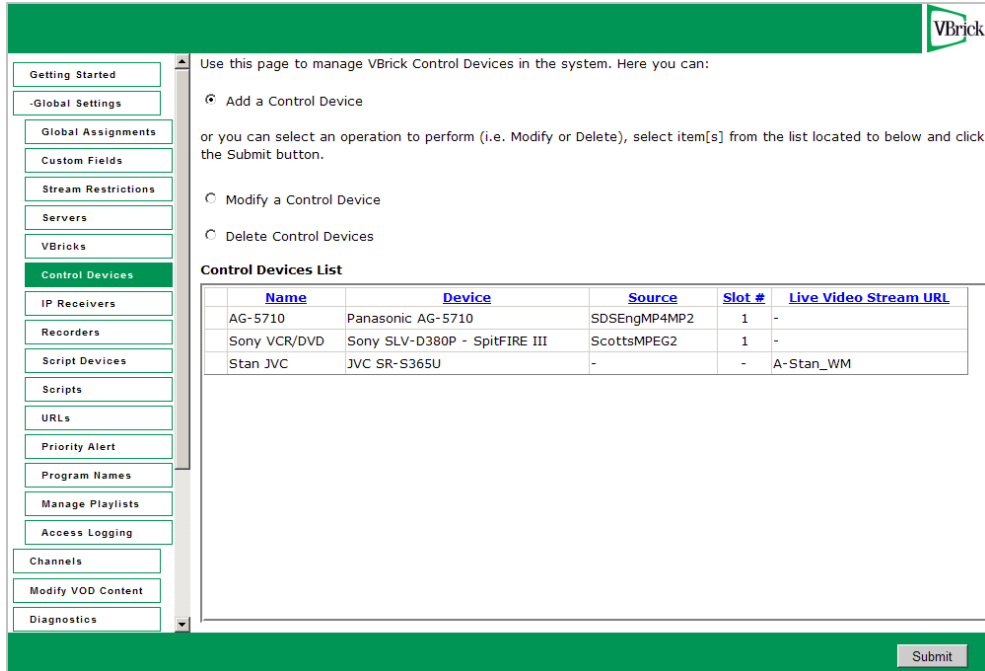 VBrick
Getting Started
-Global Settings
Global Assignments
Custom Fields
Stream Restrictions
Servers
VBricks
Control Devices
IP Receivers
Recorders
Script Devices
Scripts
URLs
Priority Alert
Program Names
Manage Playlists
Access Logging
Channels
Modify VOD Content
Diagnostics
Use this page to manage VBrick Control Devices in the system. Here you can:
Add a Control Device
or you can select an operation to perform (i.e. Modify or Delete), select item[s] from the list located to below and click
the Submit button.
Modify a Control Device
Delete Control Devices
Control Devices List
Name Device Source Slot # Live Video Stream URL
AG-5710 Panasonic AG-5710 SDSEngMP4MP2 1 -
Sony VCR/DVD Sony SLV-D380P - SpitFIRE III ScottsMPEG2 1 -
Stan JVC JVC SR-S365U - - A-Stan_WM
Submit